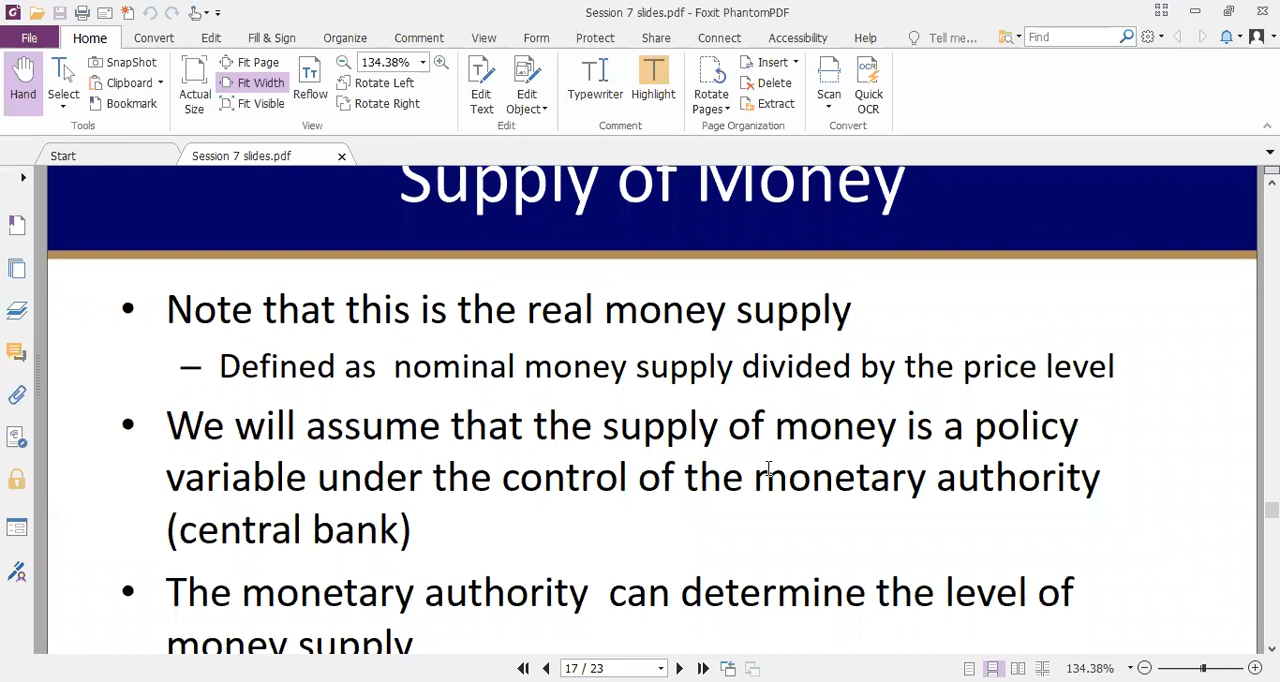 Session 7 slides.pdf - Foxit PhantomPDF
File Home Convert Edit Fill & Sign Organize Comment View Form Protect Share Connect Accessibility Help Tell me... Find
Hand
Select
SnapShot
Clipboard
Bookmark
Tools
Actual
Size
Fit Page
Fit Width
Fit Visible
Reflow
134.38%
Rotate Left
Rotate Right
View
Edit
Text
Edit
Object
Edit
Typewriter
Highlight
Comment
Rotate
Pages
Insert
Delete
Extract
Page Organization
Scan
Quick
OCR
Convert
Start Session 7 slides.pdf
Supply of Money
• Note that this is the real money supply
– Defined as nominal money supply divided by the price level
• We will assume that the supply of money is a policy
variable under the control of the monetary authority
(central bank)
• The monetary authority can determine the level of
money supply
17 / 23 134.38%